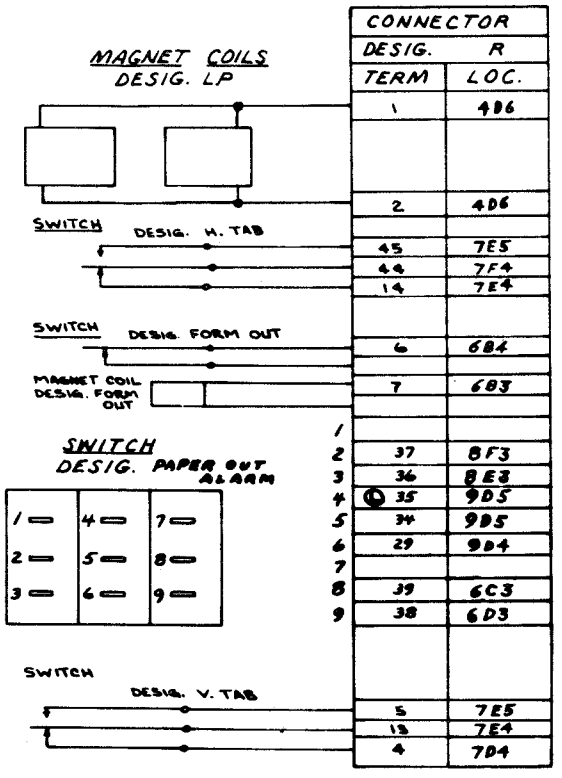 CONNECTOR
DESIG. R
TERM LOC.
MAGNET COILS
DESIG. LP
1 4D6
2 4D6
SWITCH
DESIG. H. TAB
45 7E5
44 7F4
14 7E4
SWITCH
DESIG. FORM OUT
6 6B4
MAGNET COIL
DESIG. FORM
OUT
7 6B3
SWITCH
DESIG. PAPER OUT
ALARM
1
2 37 8F3
3 36 8E3
4 L 35 9D5
5 34 9D5
6 29 9D4
7
8 39 6C3
9 38 6D3
1 4 7
2 5 8
3 6 9
SWITCH
DESIG. V. TAB
5 7E5
13 7E4
4 7D4